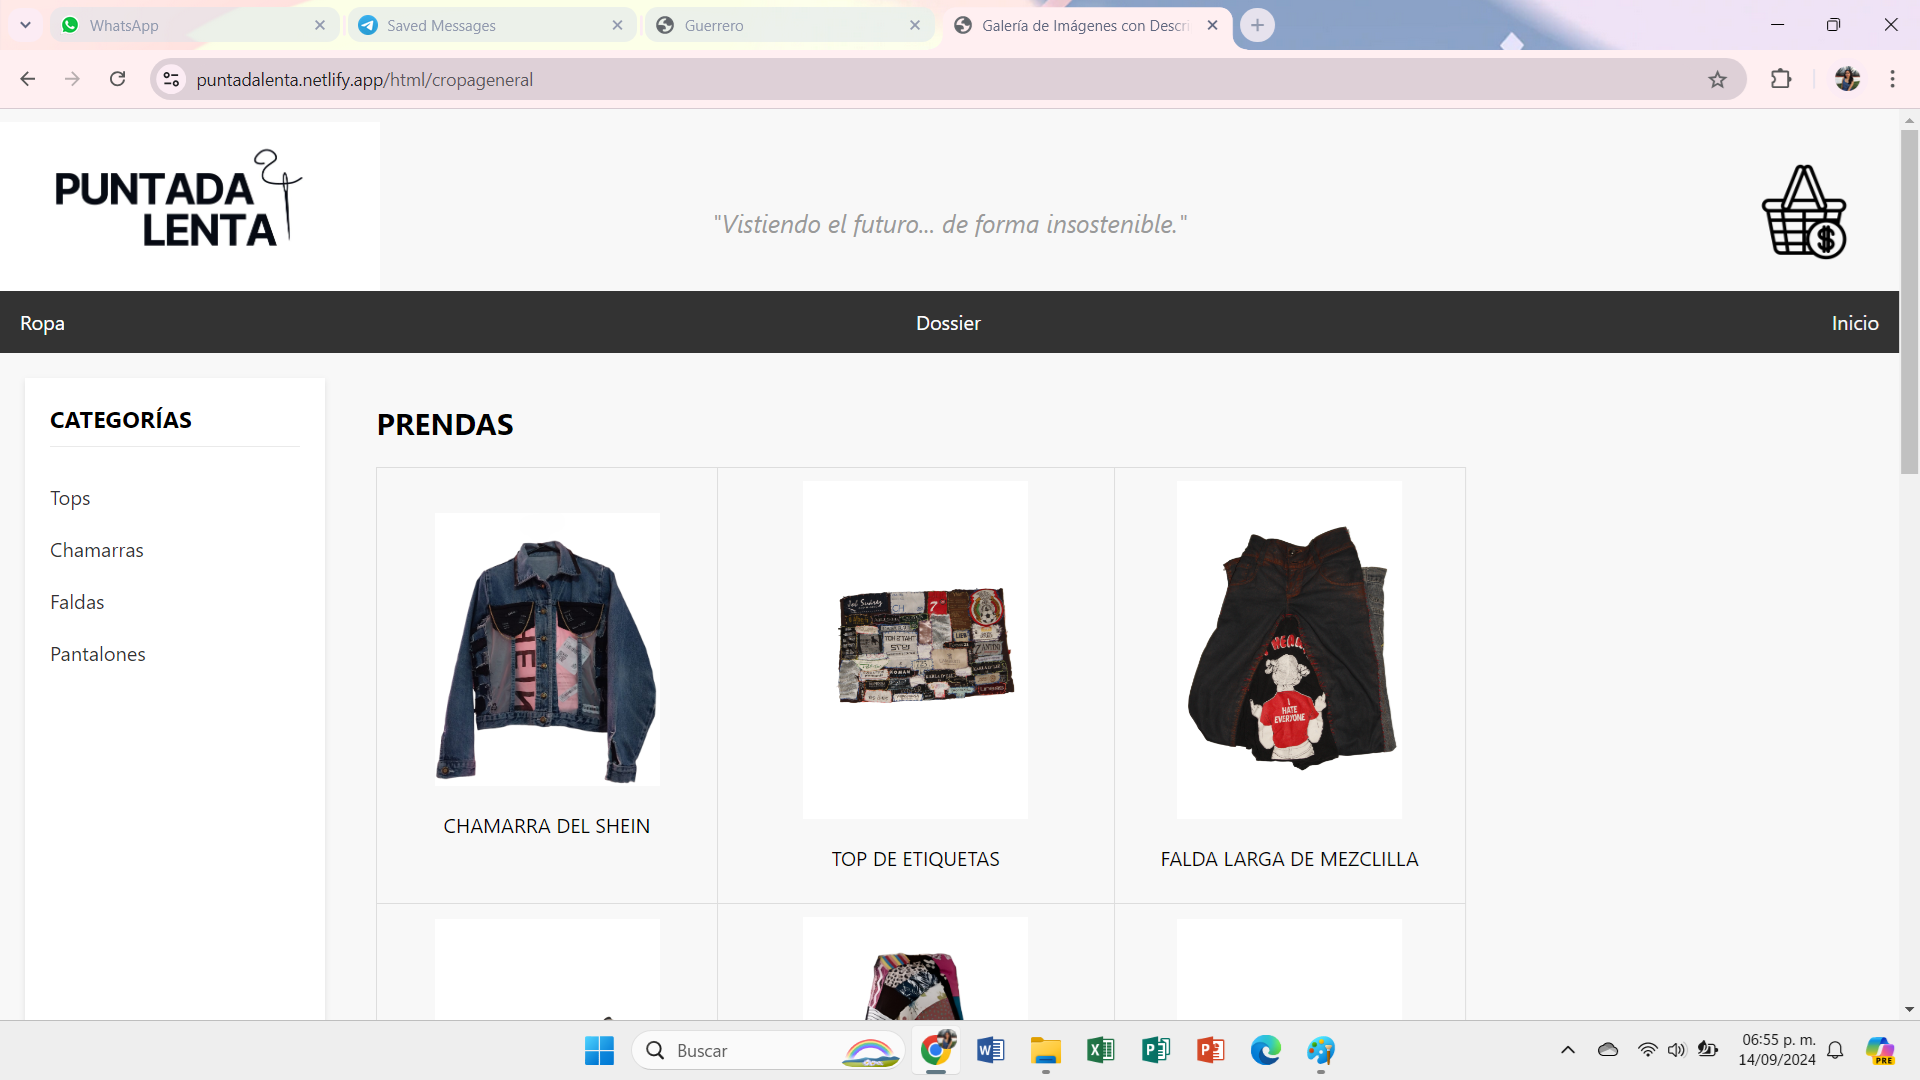 WhatsApp
Saved Messages
Guerrero
Galería de Imágenes con Descri
puntadalenta.netlify.app/html/cropageneral
PUNTADA
LENTA
"Vistiendo el futuro... de forma insostenible."
Ropa
Dossier
Inicio
CATEGORÍAS
Tops
Chamarras
Faldas
Pantalones
PRENDAS
I HATE
EVERYONE
CHAMARRA DEL SHEIN
TOP DE ETIQUETAS
FALDA LARGA DE MEZCLILLA
Buscar
06:55 p. m.
14/09/2024
PRE